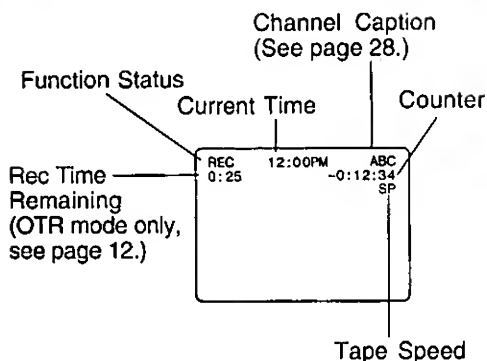 Channel Caption
(See page 28.)
Function Status
Current Time
Counter
REC 12:00PM ABC
0:25 -0:12:34
SP
Rec Time
Remaining
(OTR mode only,
see page 12.)
Tape Speed